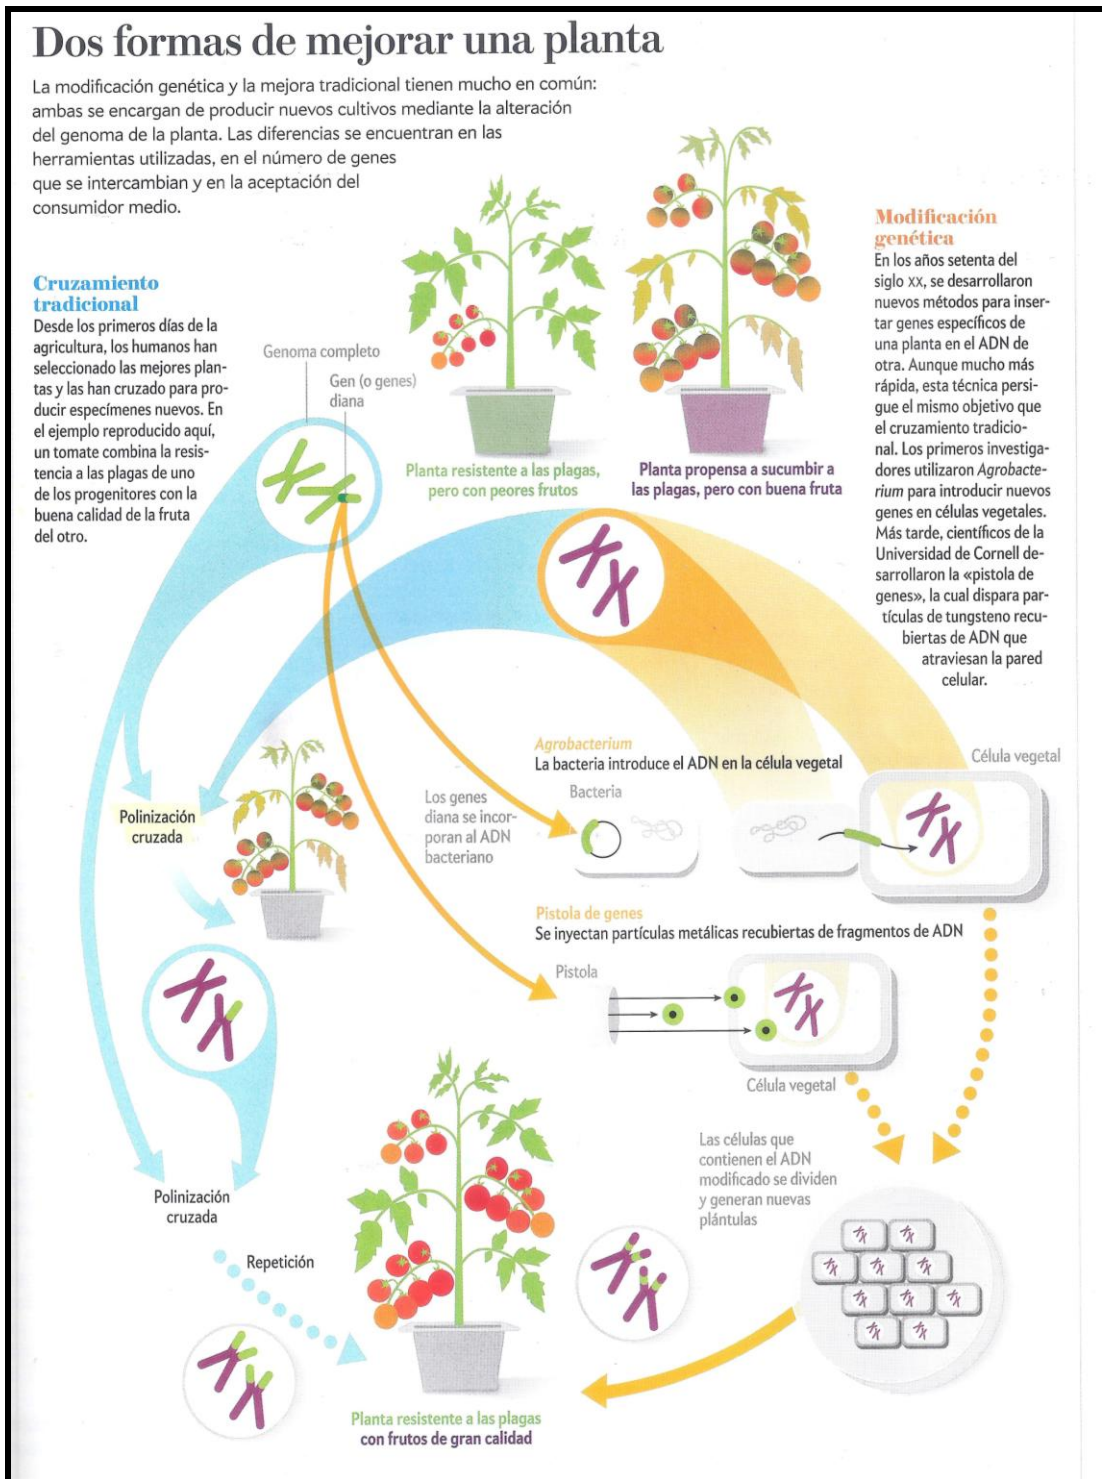 Dos formas de mejorar una planta
La modificación genética y la mejora tradicional tienen mucho en común:
ambas se encargan de producir nuevos cultivos mediante la alteración
del genoma de la planta. Las diferencias se encuentran en las
herramientas utilizadas, en el número de genes
que se intercambian y en la aceptación del
consumidor medio.
Cruzamiento
tradicional
Desde los primeros días de la
agricultura, los humanos han
seleccionado las mejores plan-
tas y las han cruzado para pro-
ducir especímenes nuevos. En
el ejemplo reproducido aquí,
un tomate combina la resis-
tencia a las plagas de uno
de los progenitores con la
buena calidad de la fruta
del otro.
Genoma completo
Gen (o genes)
diana
Planta resistente a las plagas,
pero con peores frutos
Planta propensa a sucumbir a
las plagas, pero con buena fruta
Modificación
genética
En los años setenta del
siglo XX, se desarrollaron
nuevos métodos para inser-
tar genes específicos de
una planta en el ADN de
otra. Aunque mucho más
rápida, esta técnica persi-
gue el mismo objetivo que
el cruzamiento tradicio-
nal. Los primeros investiga-
dores utilizaron Agrobacte-
rium para introducir nuevos
genes en células vegetales.
Más tarde, científicos de la
Universidad de Cornell de-
sarrollaron la «pistola de
genes», la cual dispara par-
tículas de tungsteno recu-
biertas de ADN que
atraviesan la pared
celular.
Agrobacterium
La bacteria introduce el ADN en la célula vegetal
Célula vegetal
Bacteria
Los genes
diana se incor-
poran al ADN
bacteriano
Polinización
cruzada
Pistola de genes
Se inyectan partículas metálicas recubiertas de fragmentos de ADN
Pistola
Célula vegetal
Las células que
contienen el ADN
modificado se dividen
y generan nuevas
plántulas
Polinización
cruzada
Repetición
Planta resistente a las plagas
con frutos de gran calidad